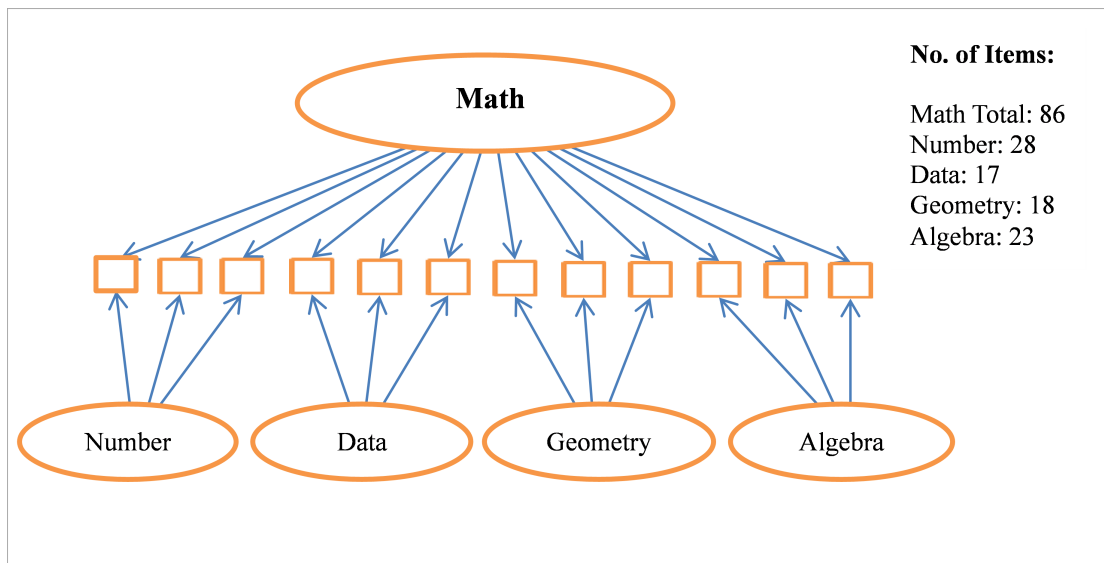 Math
No. of Items:
Math Total: 86
Number: 28
Data: 17
Geometry: 18
Algebra: 23
Number
Data
Geometry
Algebra